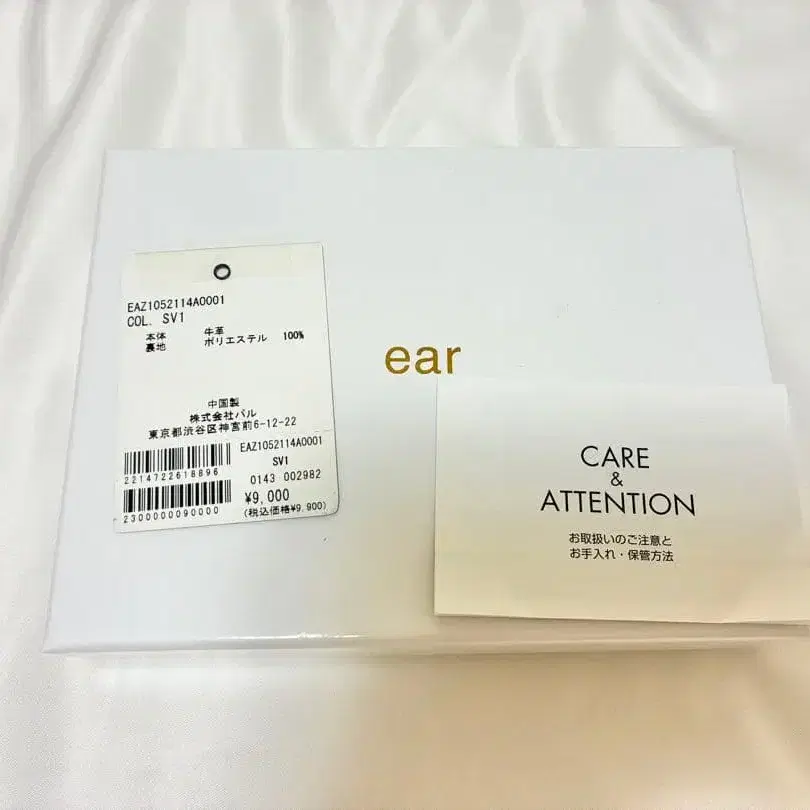 EAZ1052114A0001
COL. SV1
本体 牛革
裏地 ポリエステル 100%
中国製
株式会社パル
東京都渋谷区神宮前6-12-22
EAZ1052114A0001
SV1
2214722618896
0143 002982
¥9,000
2300000090000
(税込価格¥9,900)
ear
CARE
&
ATTENTION
お取扱いのご注意と
お手入れ・保管方法